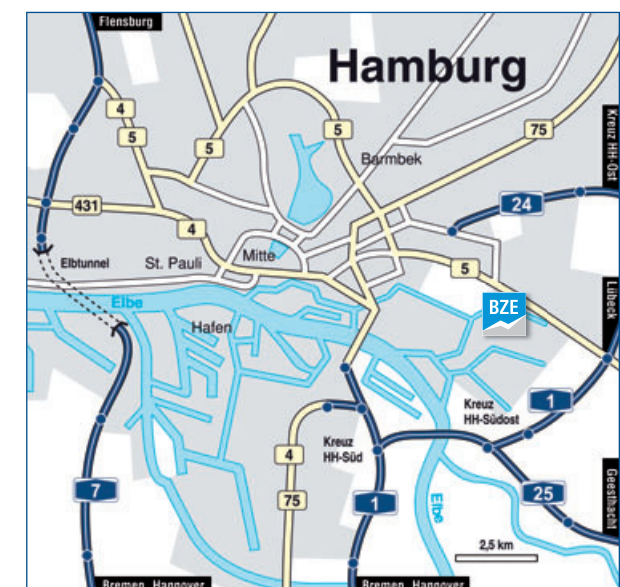 Flensburg
Hamburg
4
5
5
5
75
Kreuz HH-Ost
Barmbek
431
24
4
Elbtunnel
St. Pauli
Mitte
5
Elbe
BZE
Lübeck
Hafen
1
Kreuz
HH-Südost
Kreuz
HH-Süd
4
7
75
1
25
Geesthacht
Elbe
2,5 km
Bremen, Hannover
Bremen, Hannover